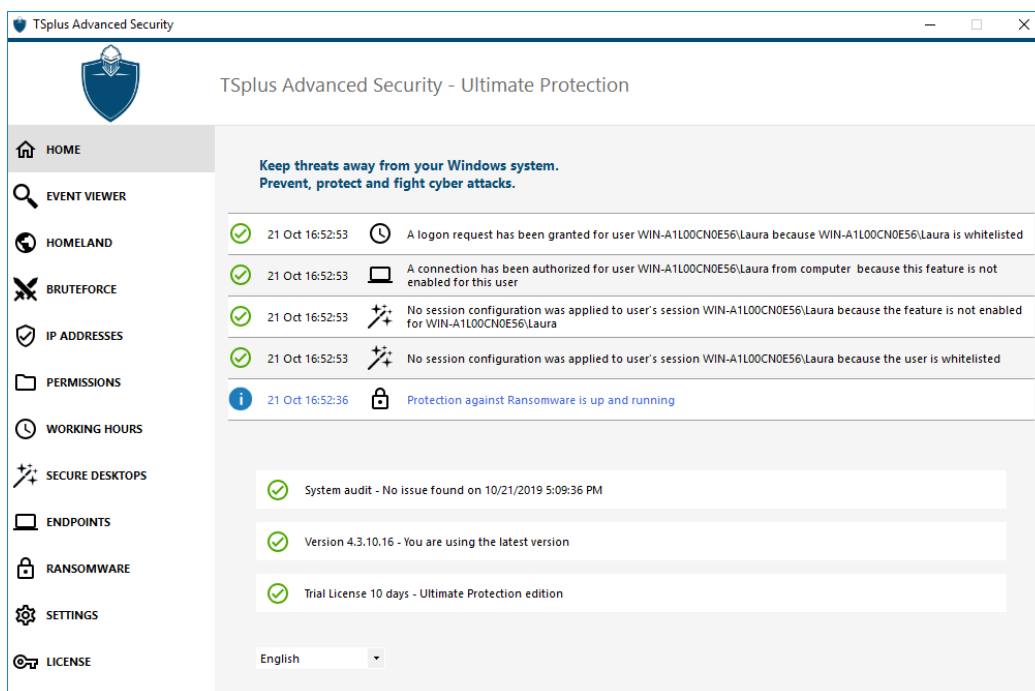 TSplus Advanced Security
TSplus Advanced Security - Ultimate Protection
HOME
EVENT VIEWER
HOMELAND
BRUTEFORCE
IP ADDRESSES
PERMISSIONS
WORKING HOURS
SECURE DESKTOPS
ENDPOINTS
RANSOMWARE
SETTINGS
LICENSE
Keep threats away from your Windows system.
Prevent, protect and fight cyber attacks.
21 Oct 16:52:53 A logon request has been granted for user WIN-A1L00CN0E56\Laura because WIN-A1L00CN0E56\Laura is whitelisted
21 Oct 16:52:53 A connection has been authorized for user WIN-A1L00CN0E56\Laura from computer  because this feature is not
enabled for this user
21 Oct 16:52:53 No session configuration was applied to user's session WIN-A1L00CN0E56\Laura because the feature is not enabled
for WIN-A1L00CN0E56\Laura
21 Oct 16:52:53 No session configuration was applied to user's session WIN-A1L00CN0E56\Laura because the user is whitelisted
21 Oct 16:52:36 Protection against Ransomware is up and running
System audit - No issue found on 10/21/2019 5:09:36 PM
Version 4.3.10.16 - You are using the latest version
Trial License 10 days - Ultimate Protection edition
English